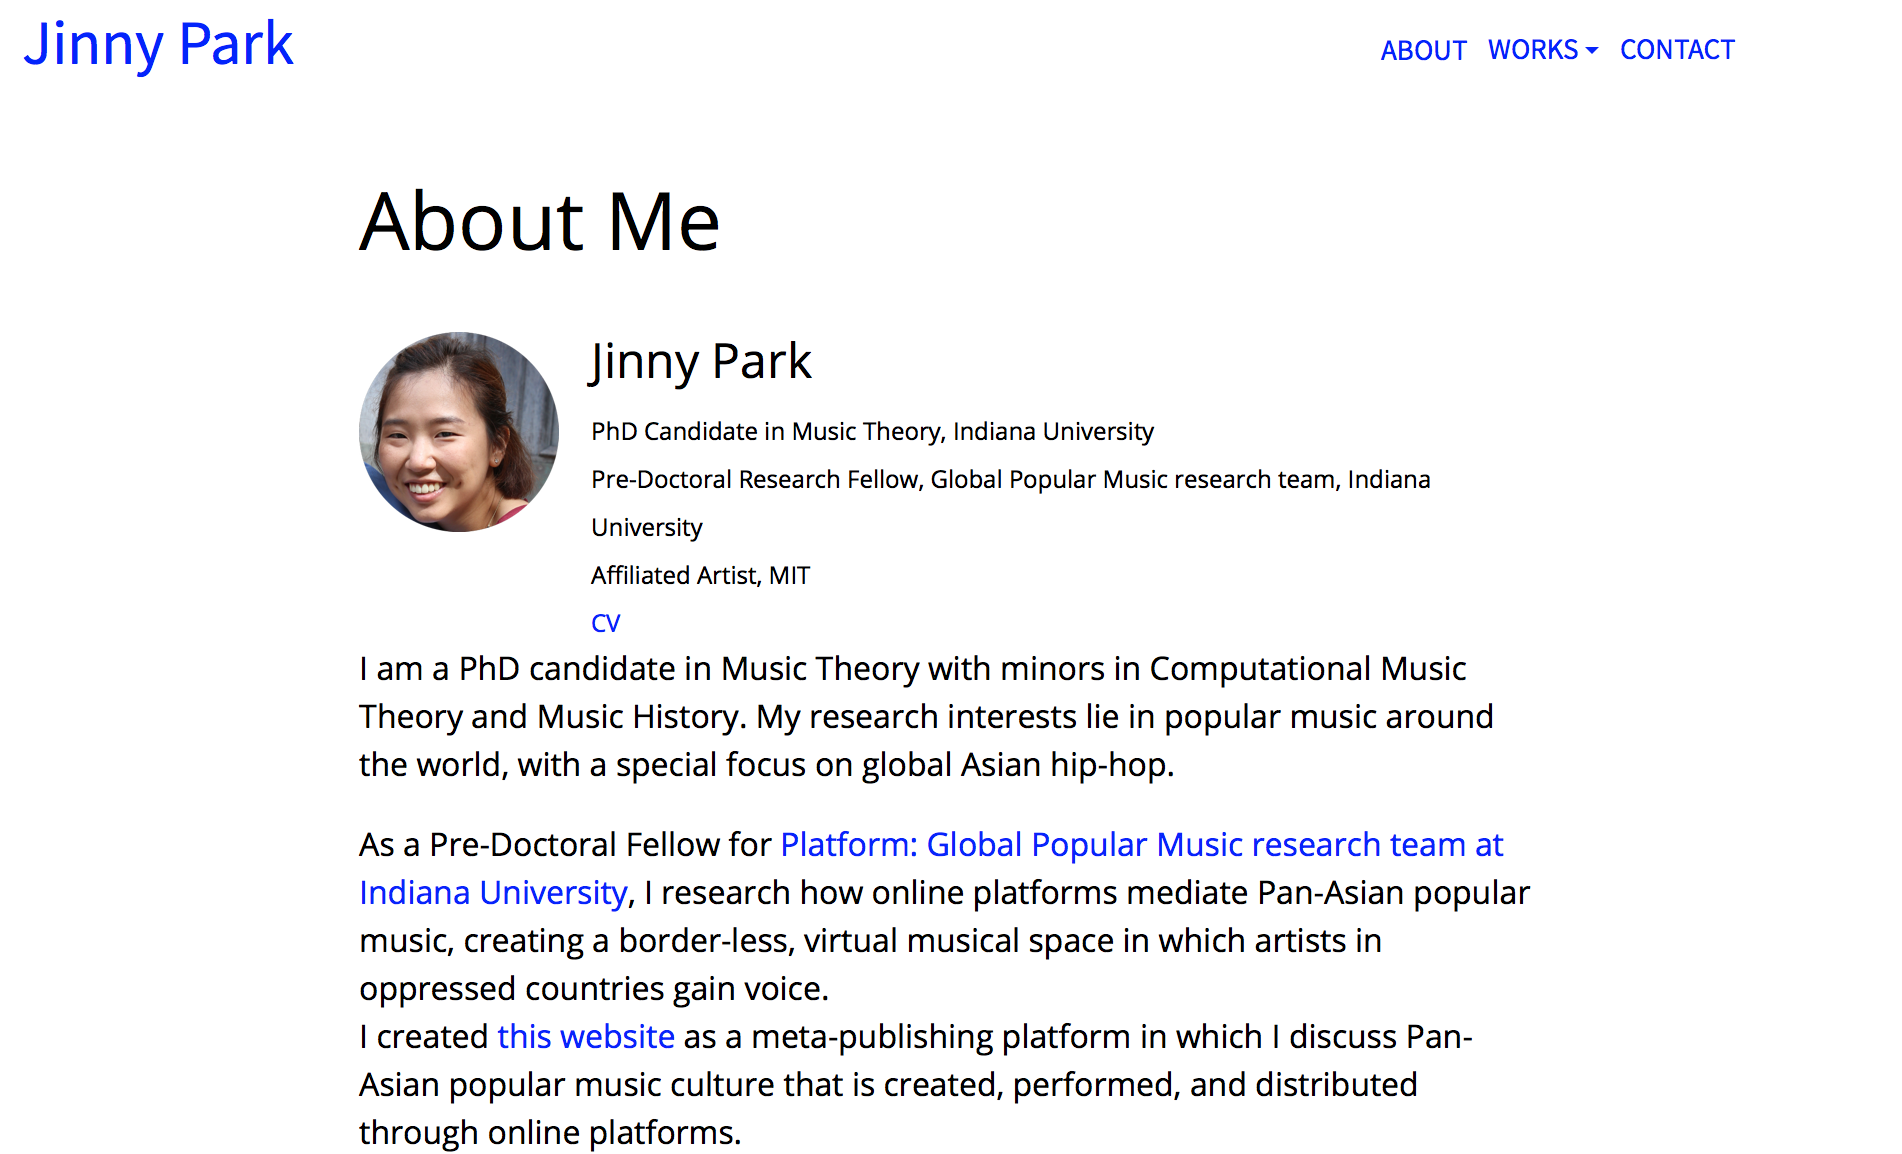 Jinny Park
ABOUT WORKS CONTACT
About Me
Jinny Park
PhD Candidate in Music Theory, Indiana University
Pre-Doctoral Research Fellow, Global Popular Music research team, Indiana
University
Affiliated Artist, MIT
CV
I am a PhD candidate in Music Theory with minors in Computational Music
Theory and Music History. My research interests lie in popular music around
the world, with a special focus on global Asian hip-hop.
As a Pre-Doctoral Fellow for Platform: Global Popular Music research team at
Indiana University, I research how online platforms mediate Pan-Asian popular
music, creating a border-less, virtual musical space in which artists in
oppressed countries gain voice.
I created this website as a meta-publishing platform in which I discuss Pan-
Asian popular music culture that is created, performed, and distributed
through online platforms.